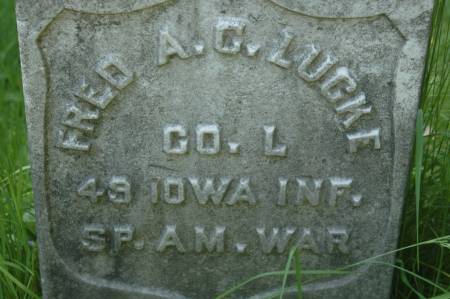 FRED A. C. LUCKE
CO. L
49 IOWA INF.
SP. AM. WAR